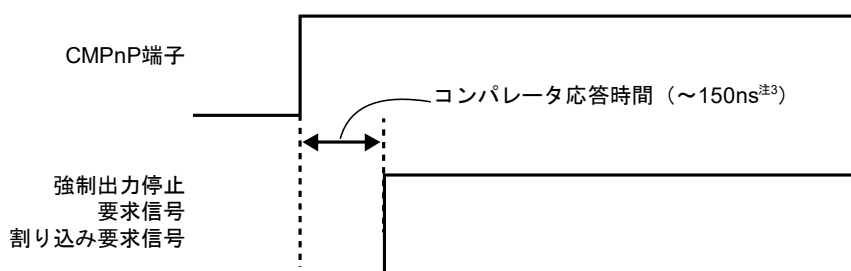 CMPnP端子
コンパレータ応答時間（～150ns注3）
強制出力停止
要求信号
割り込み要求信号